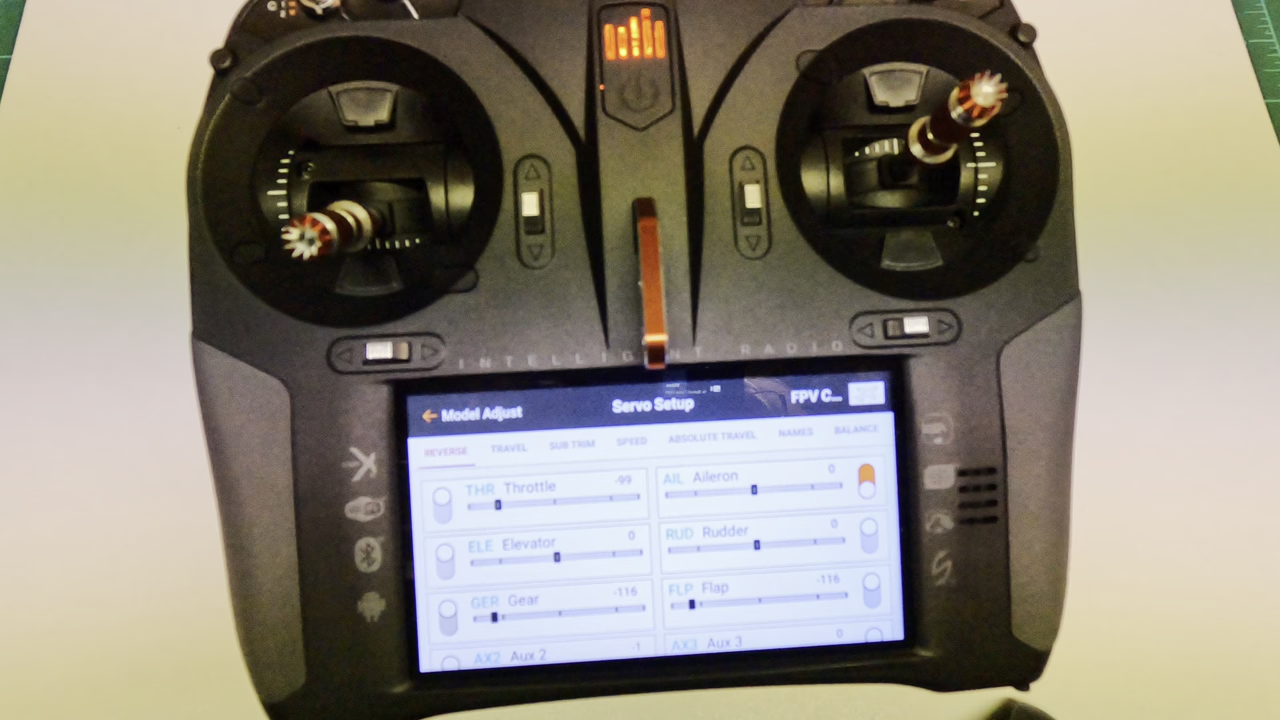 INTELLIGENT RADIO
Model Adjust Servo Setup FPV C...
REVERSE TRAVEL SUB TRIM SPEED ABSOLUTE TRAVEL NAMES BALANCE
THR Throttle -99 AIL Aileron 0
ELE Elevator 0 RUD Rudder 0
GER Gear -116 FLP Flap -116
AX2 Aux 2 -1 AX3 Aux 3 0